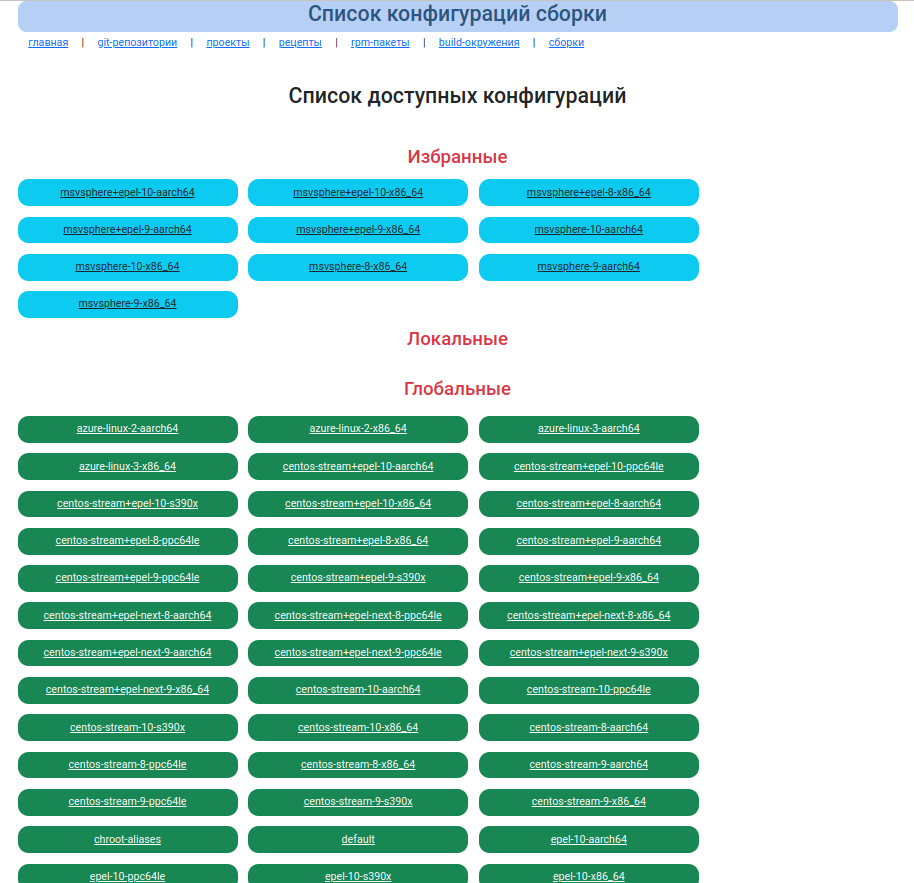 Список конфигураций сборки
главная | git-репозитории | проекты | рецепты | rpm-пакеты | build-окружения | сборки
Список доступных конфигураций
Избранные
msvsphere+epel-10-aarch64 msvsphere+epel-10-x86_64 msvsphere+epel-8-x86_64
msvsphere+epel-9-aarch64 msvsphere+epel-9-x86_64 msvsphere-10-aarch64
msvsphere-10-x86_64 msvsphere-8-x86_64 msvsphere-9-aarch64
msvsphere-9-x86_64
Локальные
Глобальные
azure-linux-2-aarch64 azure-linux-2-x86_64 azure-linux-3-aarch64
azure-linux-3-x86_64 centos-stream+epel-10-aarch64 centos-stream+epel-10-ppc64le
centos-stream+epel-10-s390x centos-stream+epel-10-x86_64 centos-stream+epel-8-aarch64
centos-stream+epel-8-ppc64le centos-stream+epel-8-x86_64 centos-stream+epel-9-aarch64
centos-stream+epel-9-ppc64le centos-stream+epel-9-s390x centos-stream+epel-9-x86_64
centos-stream+epel-next-8-aarch64 centos-stream+epel-next-8-ppc64le centos-stream+epel-next-8-x86_64
centos-stream+epel-next-9-aarch64 centos-stream+epel-next-9-ppc64le centos-stream+epel-next-9-s390x
centos-stream+epel-next-9-x86_64 centos-stream-10-aarch64 centos-stream-10-ppc64le
centos-stream-10-s390x centos-stream-10-x86_64 centos-stream-8-aarch64
centos-stream-8-ppc64le centos-stream-8-x86_64 centos-stream-9-aarch64
centos-stream-9-ppc64le centos-stream-9-s390x centos-stream-9-x86_64
chroot-aliases default epel-10-aarch64
epel-10-ppc64le epel-10-s390x epel-10-x86_64